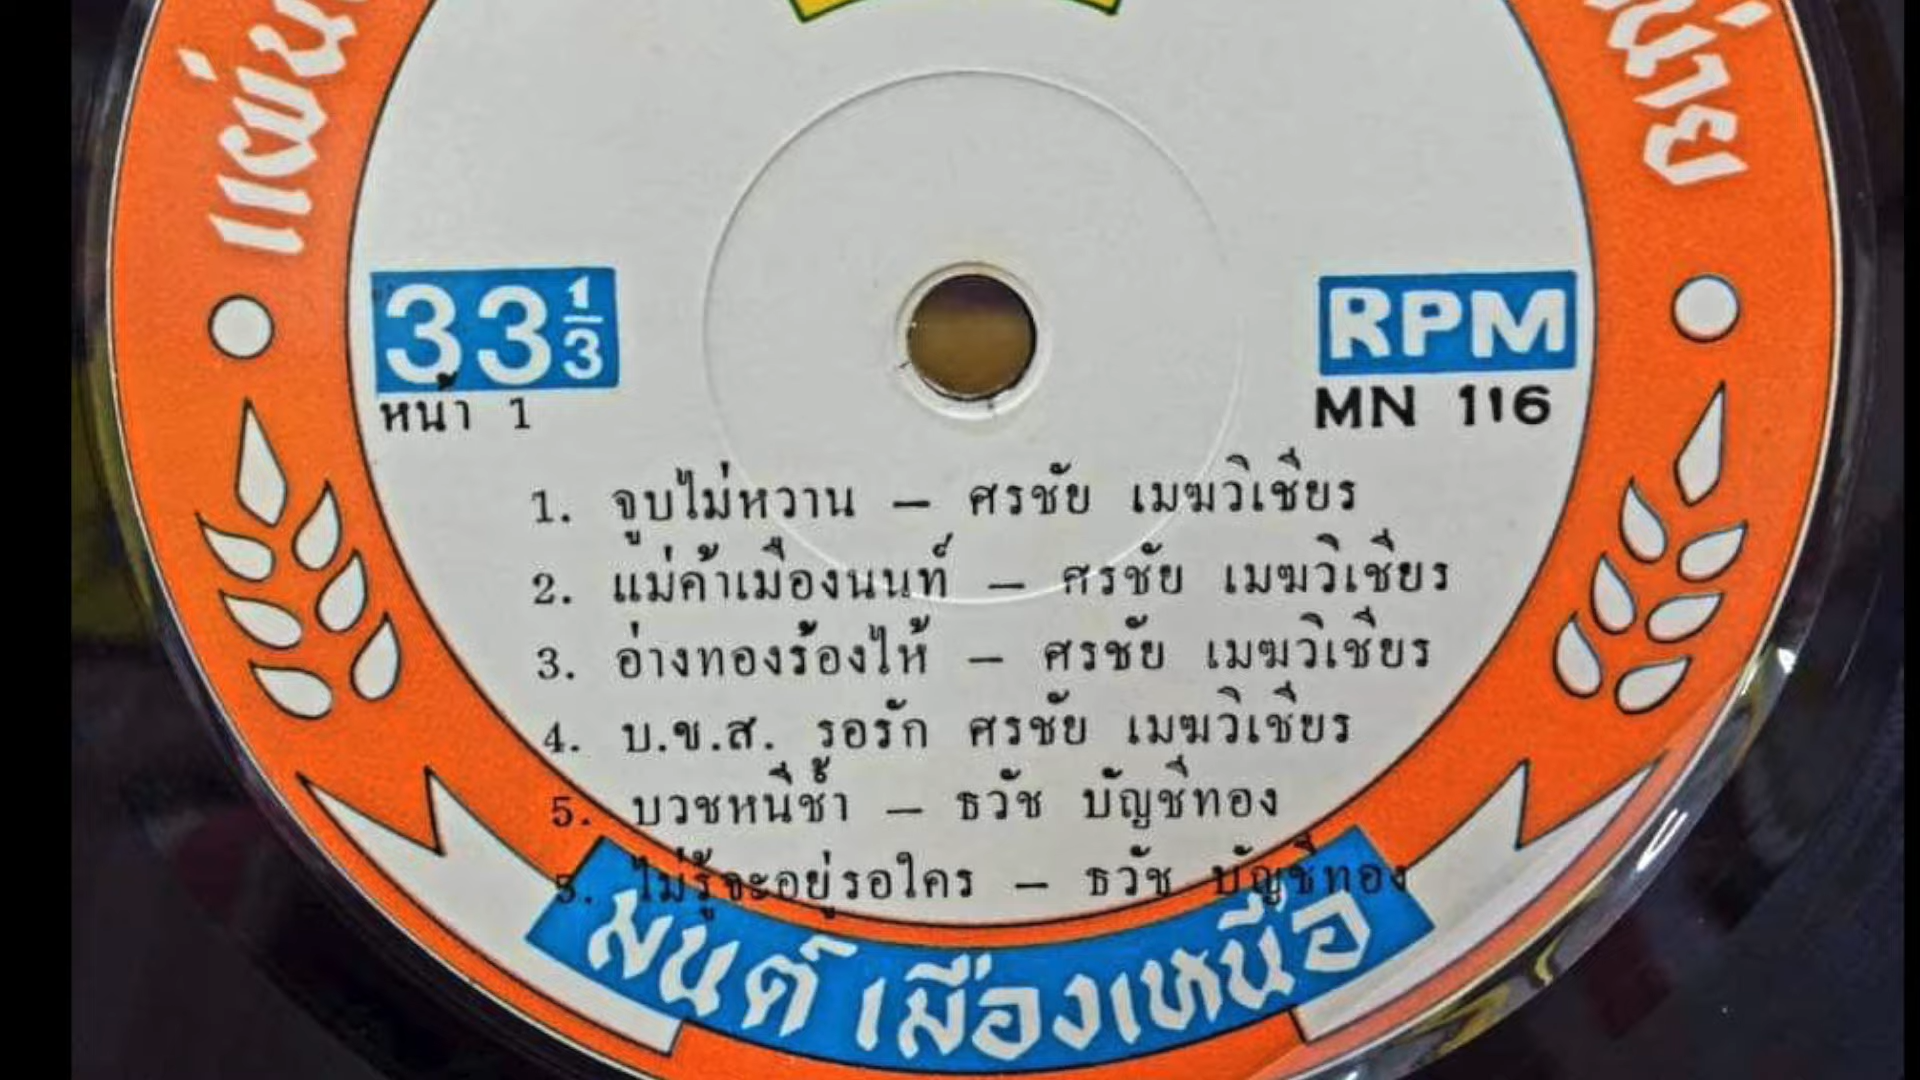 33 1/3
RPM
หน้า 1
MN 116
1. จูบไม่หวาน – ศรชัย เมฆวิเชียร
2. แม่ค้าเมืองนนท์ – ศรชัย เมฆวิเชียร
3. อ่างทองร้องไห้ – ศรชัย เมฆวิเชียร
4. บ.ข.ส. รอรัก ศรชัย เมฆวิเชียร
5. บวชหนีช้ำ – ธวัช บัญชีทอง
5. ไม่รู้จะอยู่รอใคร – ธวัช บัญชีทอง
มนต์เมืองเหนือ